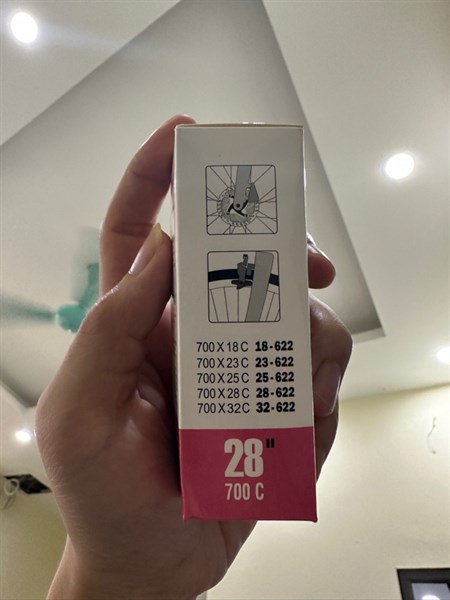 700 X 18 C 18-622
700 X 23 C 23-622
700 X 25 C 25-622
700 X 28 C 28-622
700 X 32 C 32-622
28"
700 C